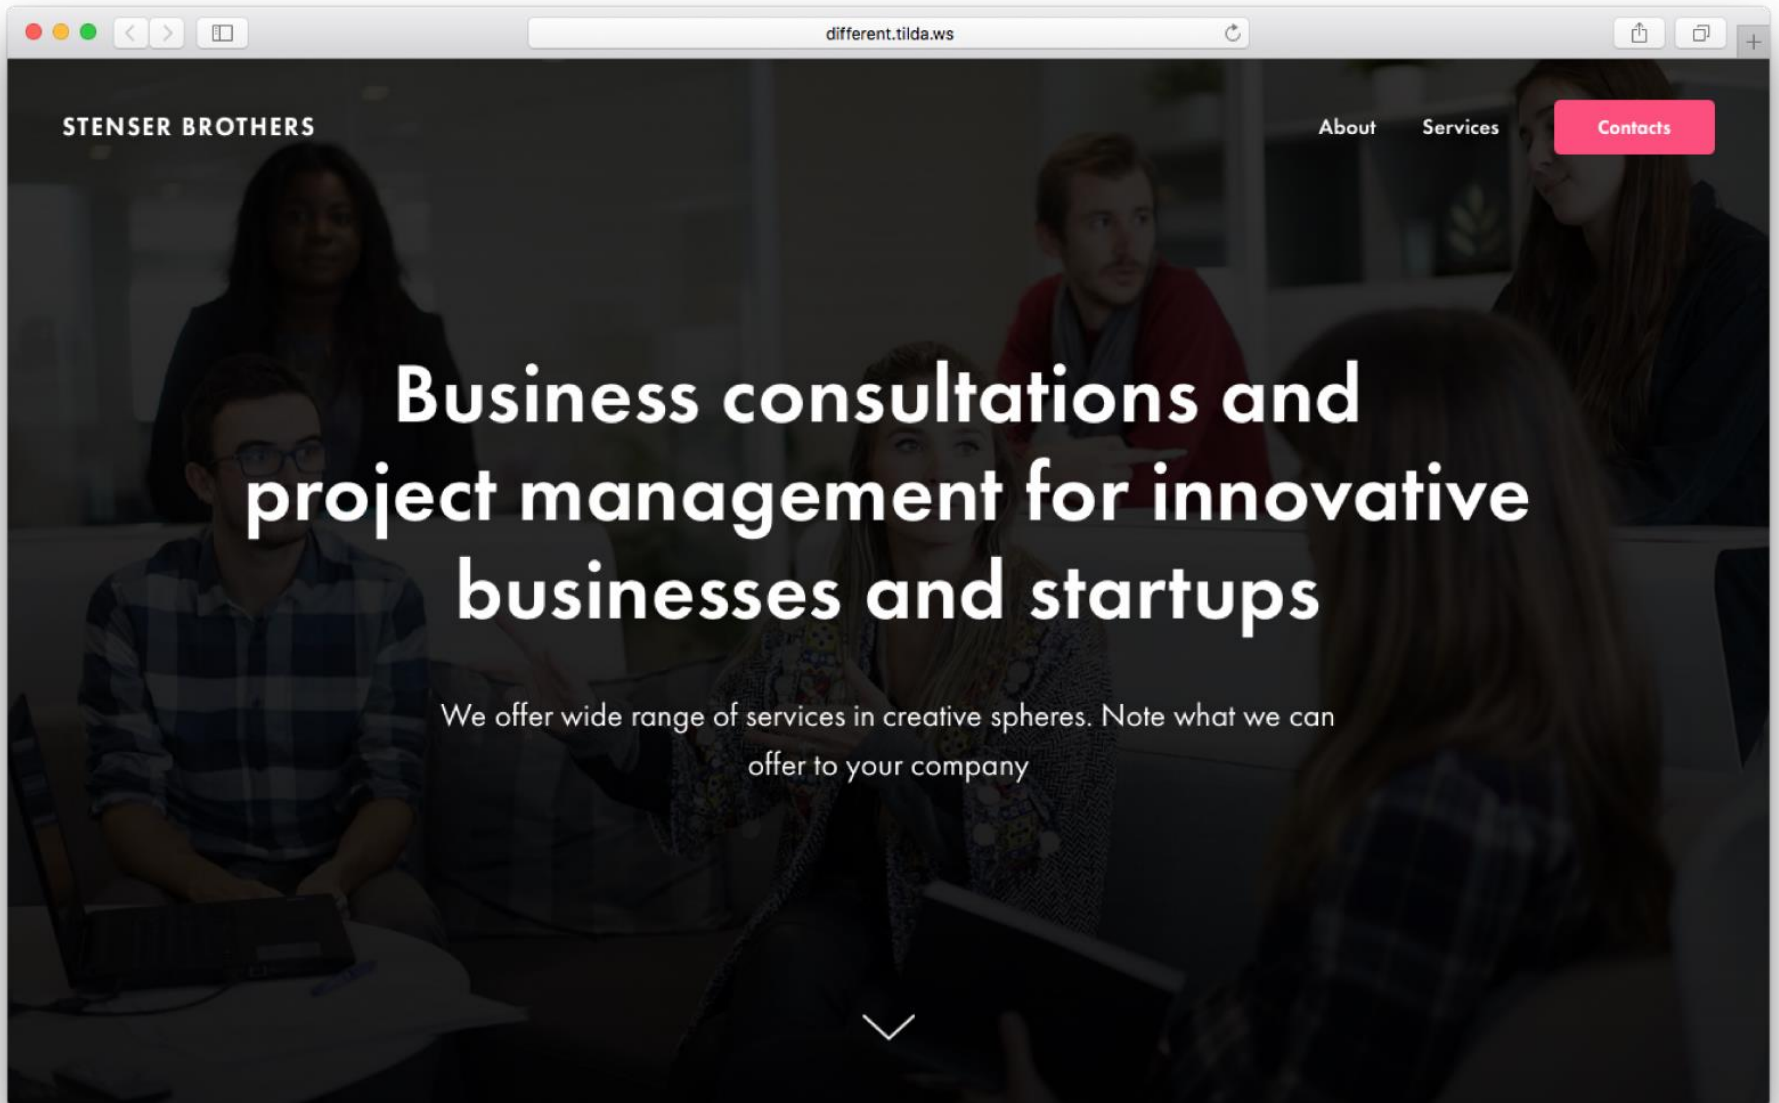 different.tilda.ws
STENSER BROTHERS
About Services Contacts
Business consultations and
project management for innovative
businesses and startups
We offer wide range of services in creative spheres. Note what we can
offer to your company